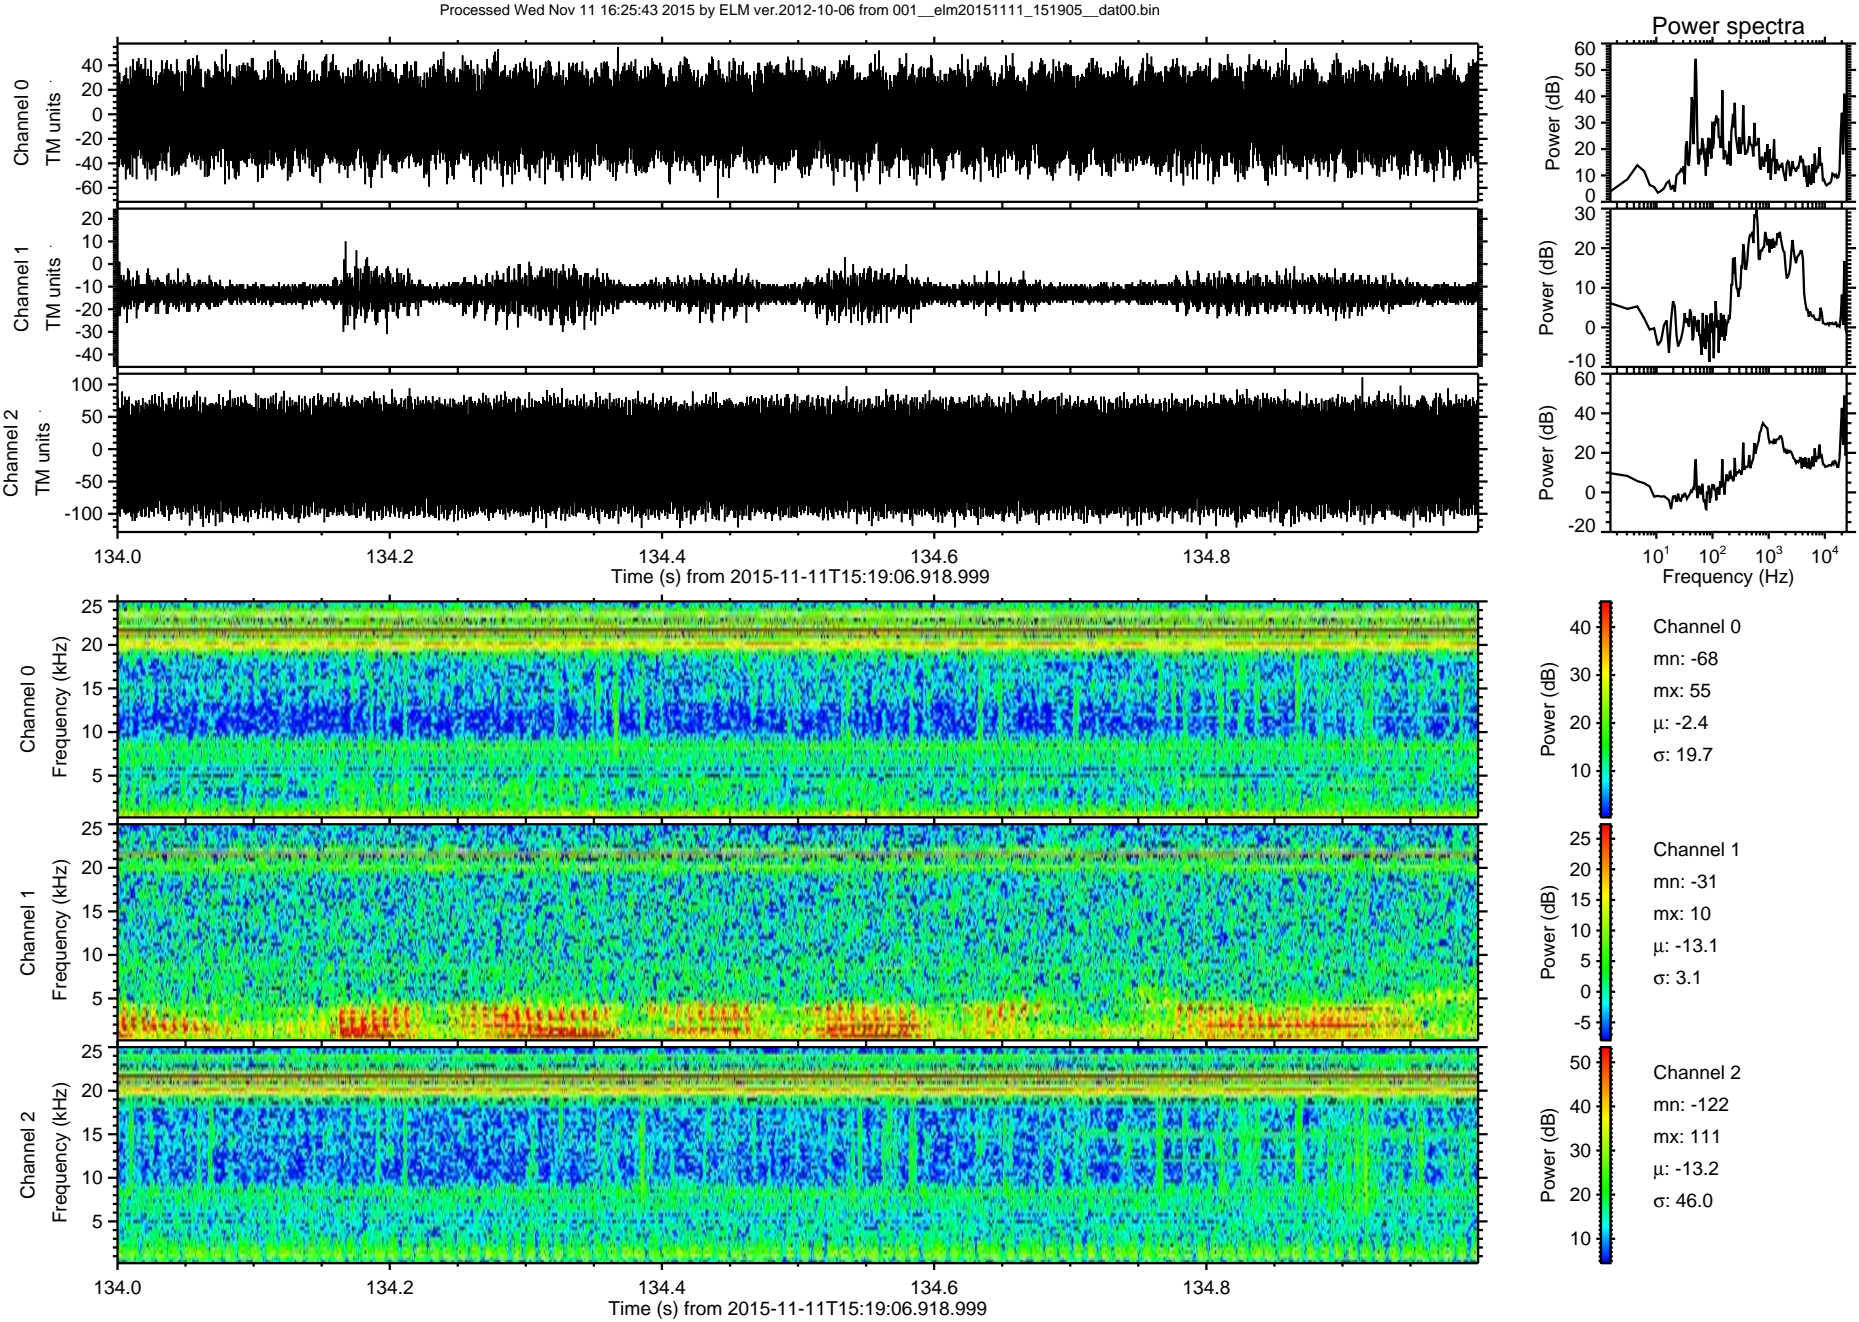 Processed Wed Nov 11 16:25:43 2015 by ELM ver.2012-10-06 from 001__elm20151111_151905__dat00.bin
Power spectra
Channel 0
TM units
40
20
0
-20
-40
-60
Power (dB)
60
50
40
30
20
10
0
Channel 1
TM units
20
10
0
-10
-20
-30
-40
Power (dB)
30
20
10
0
-10
Channel 2
TM units
100
50
0
-50
-100
Power (dB)
60
40
20
0
-20
134.0 134.2 134.4 134.6 134.8
Time (s) from 2015-11-11T15:19:06.918.999
10¹ 10² 10³ 10⁴
Frequency (Hz)
Channel 0
Frequency (kHz)
25
20
15
10
5
Power (dB)
40
30
20
10
Channel 0
mn: -68
mx: 55
μ: -2.4
σ: 19.7
Channel 1
Frequency (kHz)
25
20
15
10
5
Power (dB)
25
20
15
10
5
0
-5
Channel 1
mn: -31
mx: 10
μ: -13.1
σ: 3.1
Channel 2
Frequency (kHz)
25
20
15
10
5
Power (dB)
50
40
30
20
10
Channel 2
mn: -122
mx: 111
μ: -13.2
σ: 46.0
134.0 134.2 134.4 134.6 134.8
Time (s) from 2015-11-11T15:19:06.918.999